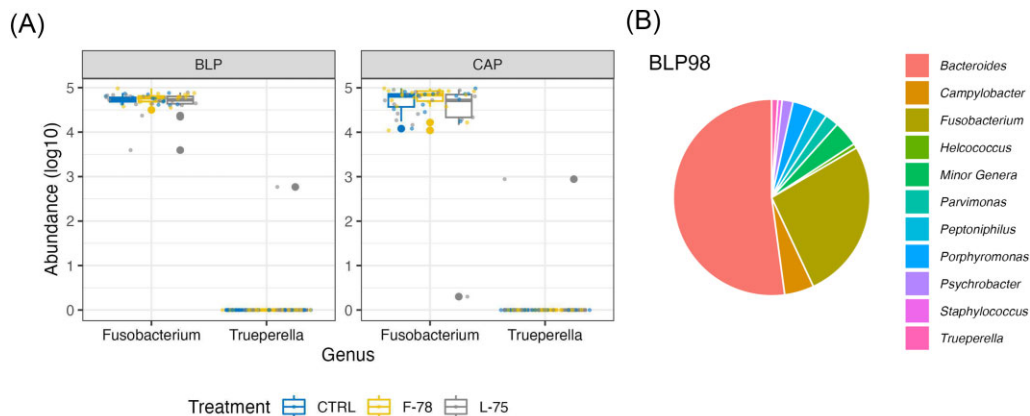 (A)
BLP
CAP
Abundance (log10)
5
4
3
2
1
0
Fusobacterium
Trueperella
Fusobacterium
Trueperella
Genus
Treatment
CTRL
F-78
L-75
(B)
BLP98
Bacteroides
Campylobacter
Fusobacterium
Helcococcus
Minor Genera
Parvimonas
Peptoniphilus
Porphyromonas
Psychrobacter
Staphylococcus
Trueperella